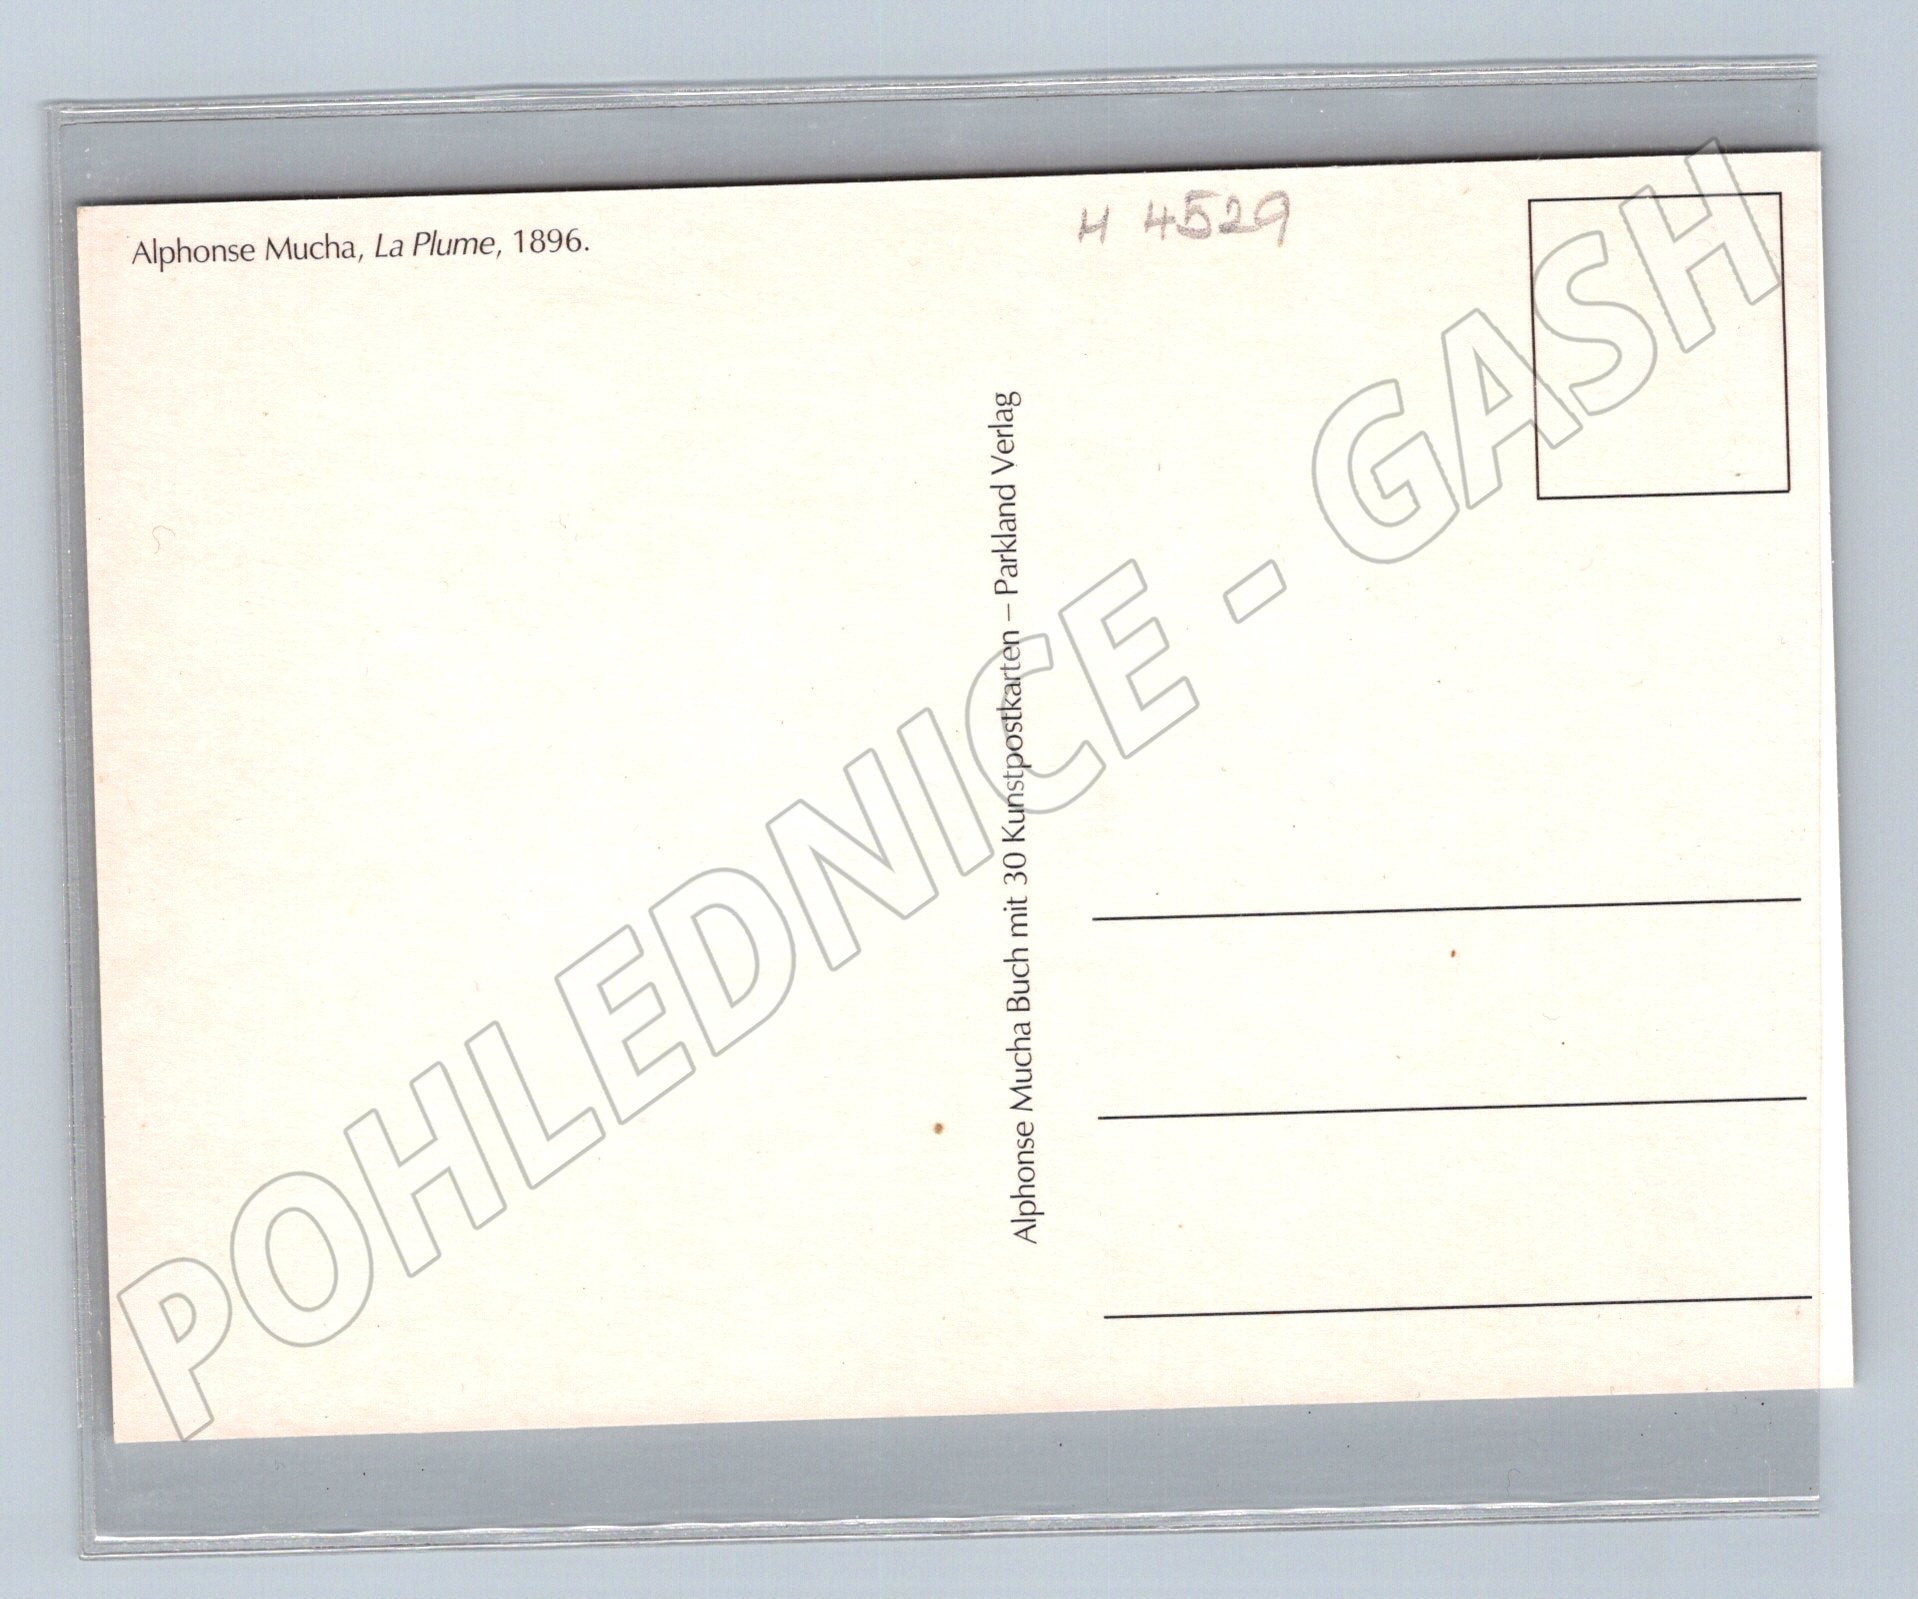 Alphonse Mucha, La Plume, 1896.
H 4529
Alphonse Mucha Buch mit 30 Kunstpostkarten – Parkland Verlag
POHLEDNICE - GASH